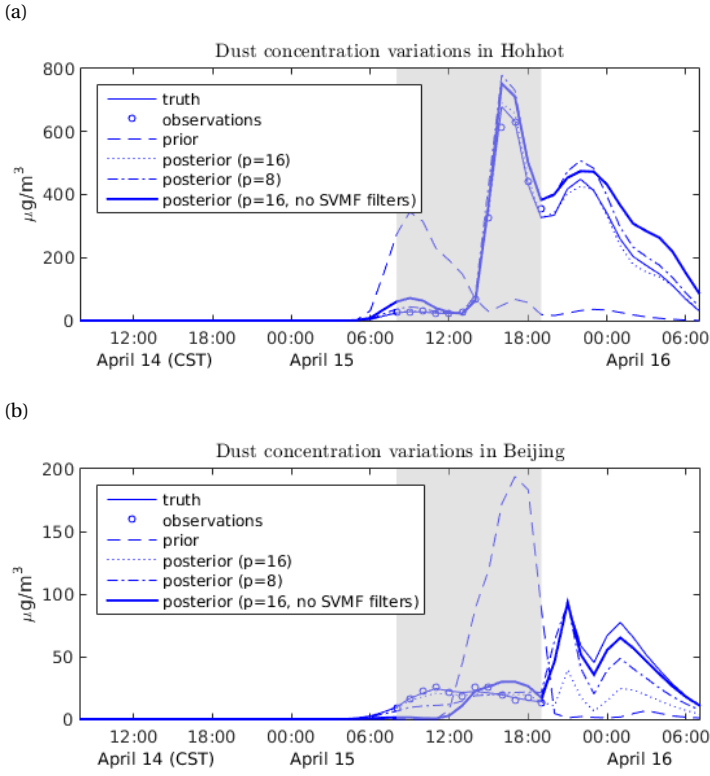 (a)
Dust concentration variations in Hohhot
800
600
400
200
0
μg/m³
truth
observations
prior
posterior (p=16)
posterior (p=8)
posterior (p=16, no SVMF filters)
12:00 18:00 00:00 06:00 12:00 18:00 00:00 06:00
April 14 (CST) April 15 April 16
(b)
Dust concentration variations in Beijing
200
150
100
50
0
μg/m³
truth
observations
prior
posterior (p=16)
posterior (p=8)
posterior (p=16, no SVMF filters)
12:00 18:00 00:00 06:00 12:00 18:00 00:00 06:00
April 14 (CST) April 15 April 16